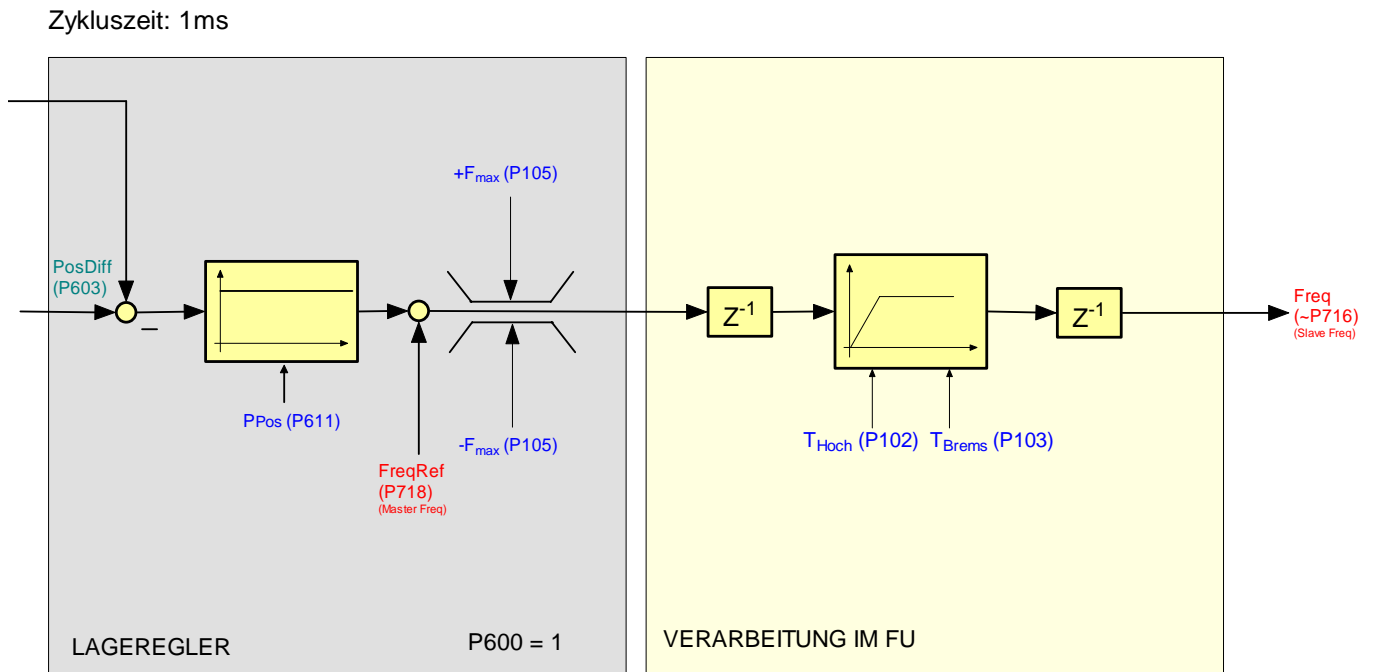 Zykluszeit: 1ms
+Fmax (P105)
PosDiff
(P603)
Z-1
Z-1
Freq
(~P716)
(Slave Freq)
PPos (P611)
-Fmax (P105)
THoch (P102) TBrems (P103)
FreqRef
(P718)
(Master Freq)
LAGEREGLER
P600 = 1
VERARBEITUNG IM FU